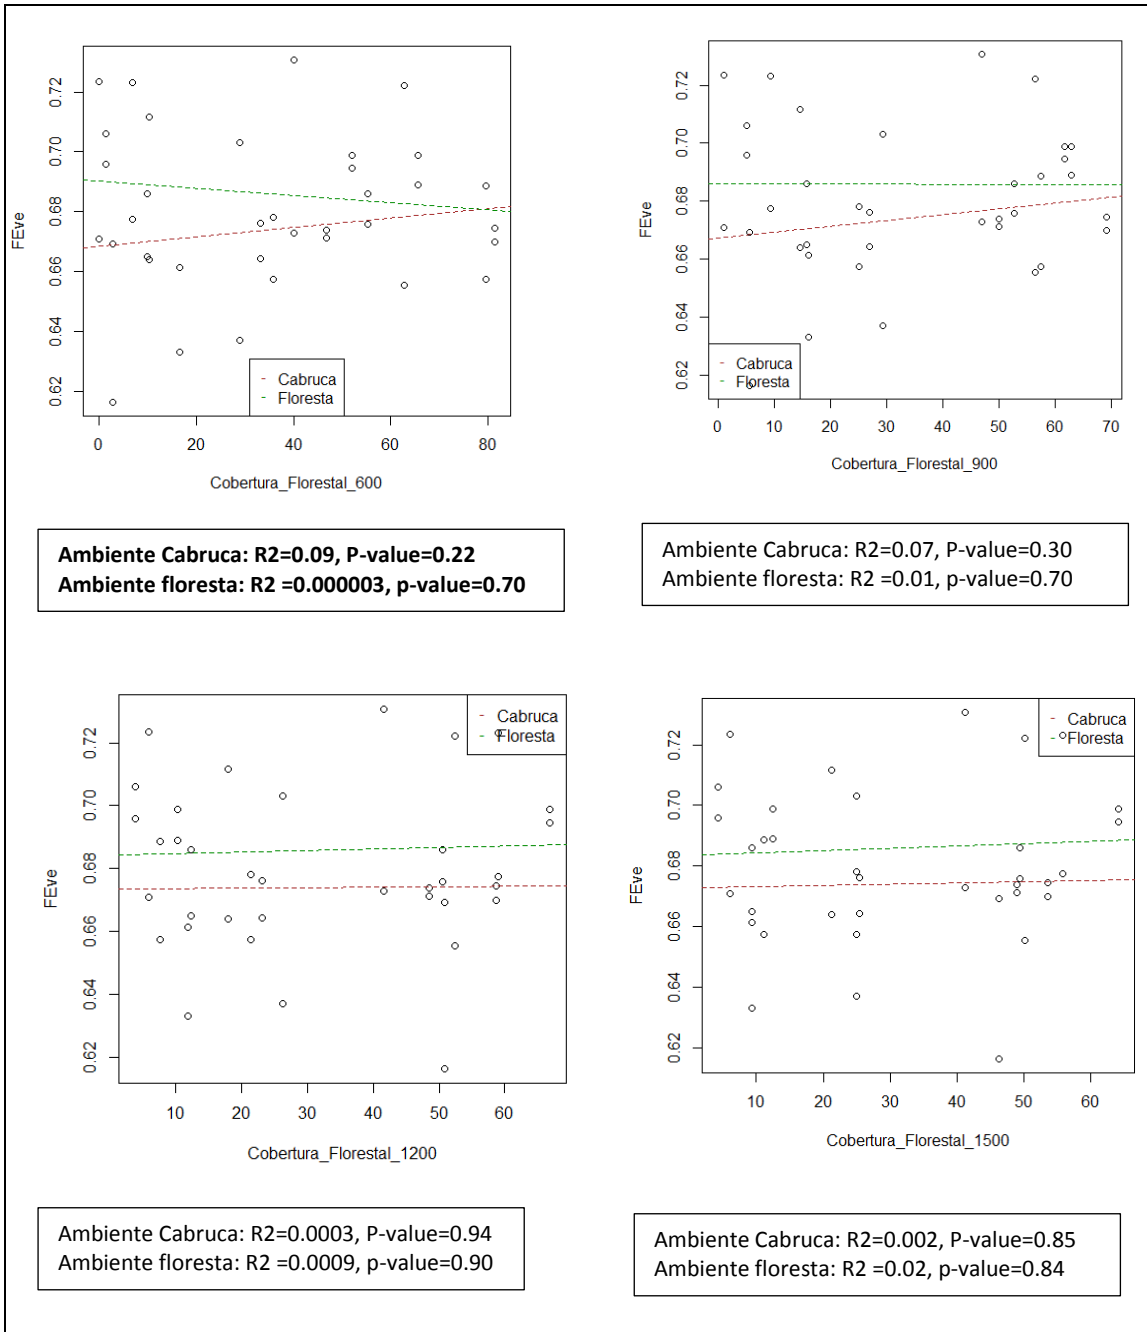 FEve
0.72
0.70
0.68
0.66
0.64
0.62
Cabruca
Floresta
0 20 40 60 80
Cobertura_Florestal_600
FEve
0.72
0.70
0.68
0.66
0.64
0.62
Cabruca
Floresta
0 10 20 30 40 50 60 70
Cobertura_Florestal_900
Ambiente Cabruca: R2=0.09, P-value=0.22
Ambiente floresta: R2 =0.000003, p-value=0.70
Ambiente Cabruca: R2=0.07, P-value=0.30
Ambiente floresta: R2 =0.01, p-value=0.70
FEve
0.72
0.70
0.68
0.66
0.64
0.62
Cabruca
Floresta
10 20 30 40 50 60
Cobertura_Florestal_1200
FEve
0.72
0.70
0.68
0.66
0.64
0.62
Cabruca
Floresta
10 20 30 40 50 60
Cobertura_Florestal_1500
Ambiente Cabruca: R2=0.0003, P-value=0.94
Ambiente floresta: R2 =0.0009, p-value=0.90
Ambiente Cabruca: R2=0.002, P-value=0.85
Ambiente floresta: R2 =0.02, p-value=0.84